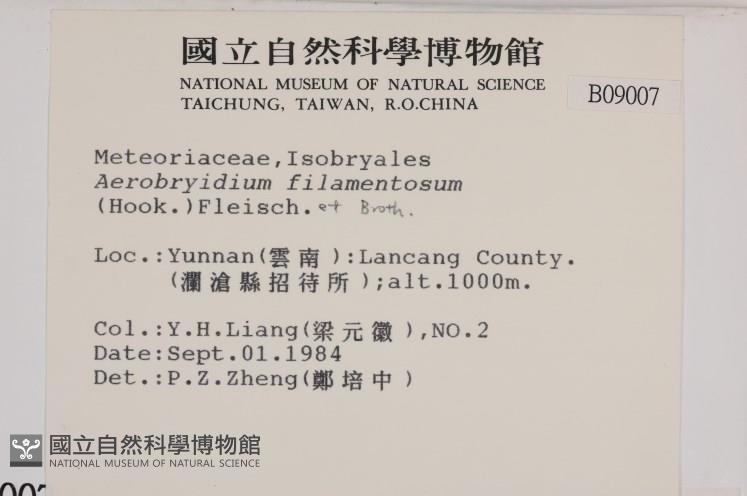 國立自然科學博物館
NATIONAL MUSEUM OF NATURAL SCIENCE
TAICHUNG, TAIWAN, R.O.CHINA
B09007
Meteoriaceae,Isobryales
Aerobryidium filamentosum
(Hook.)Fleisch. et Broth.
Loc.:Yunnan(雲南):Lancang County.
(瀾滄縣招待所);alt.1000m.
Col.:Y.H.Liang(梁元徽),NO.2
Date:Sept.01.1984
Det.:P.Z.Zheng(鄭培中)
國立自然科學博物館
NATIONAL MUSEUM OF NATURAL SCIENCE